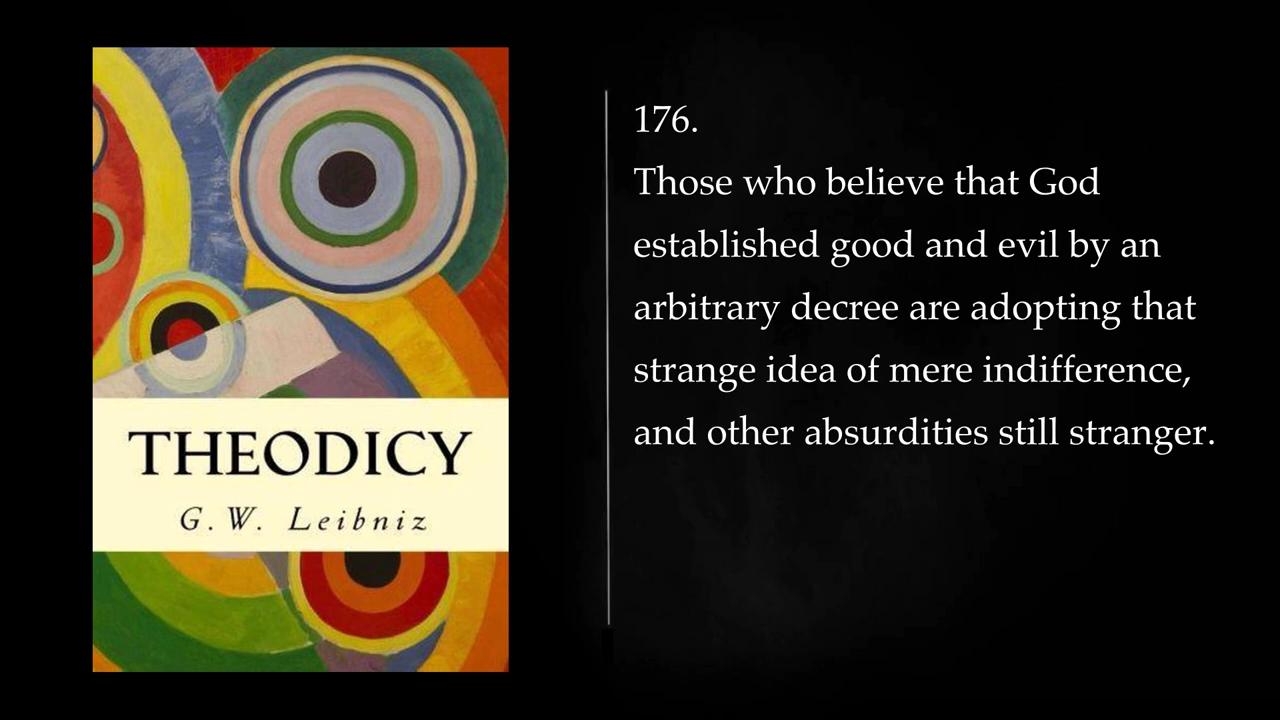 THEODICY
G. W. Leibniz
176.
Those who believe that God
established good and evil by an
arbitrary decree are adopting that
strange idea of mere indifference,
and other absurdities still stranger.